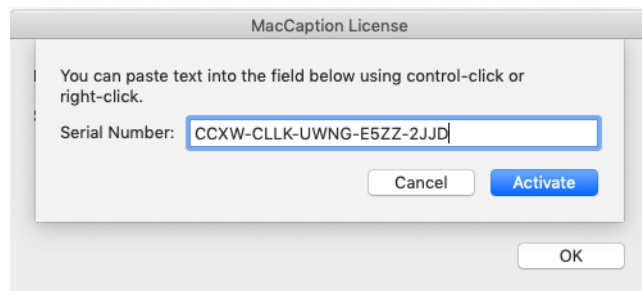 MacCaption License
You can paste text into the field below using control-click or
right-click.
Serial Number: CCXW-CLLK-UWNG-E5ZZ-2JJD
Cancel Activate
OK